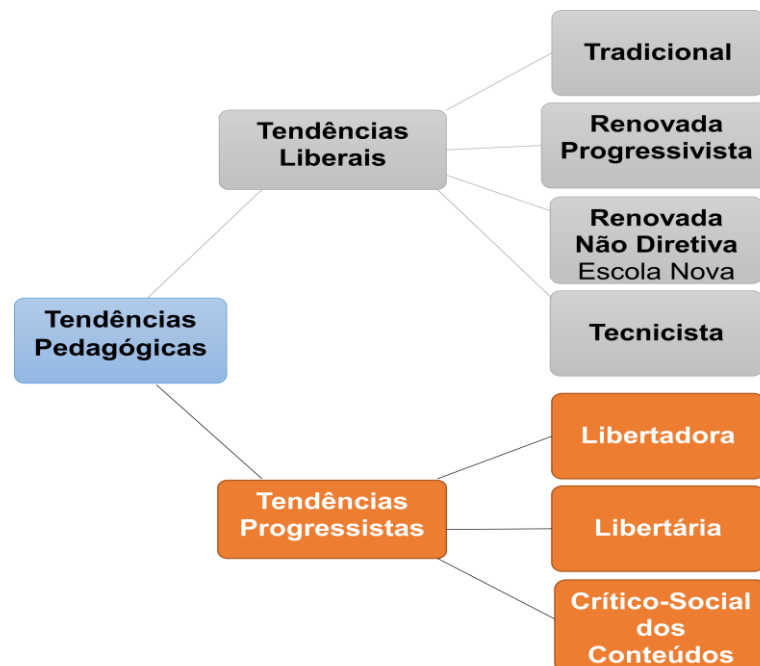 Tendências
Pedagógicas
Tendências
Liberais
Tradicional
Renovada
Progressivista
Renovada
Não Diretiva
Escola Nova
Tecnicista
Tendências
Progressistas
Libertadora
Libertária
Crítico-Social
dos
Conteúdos